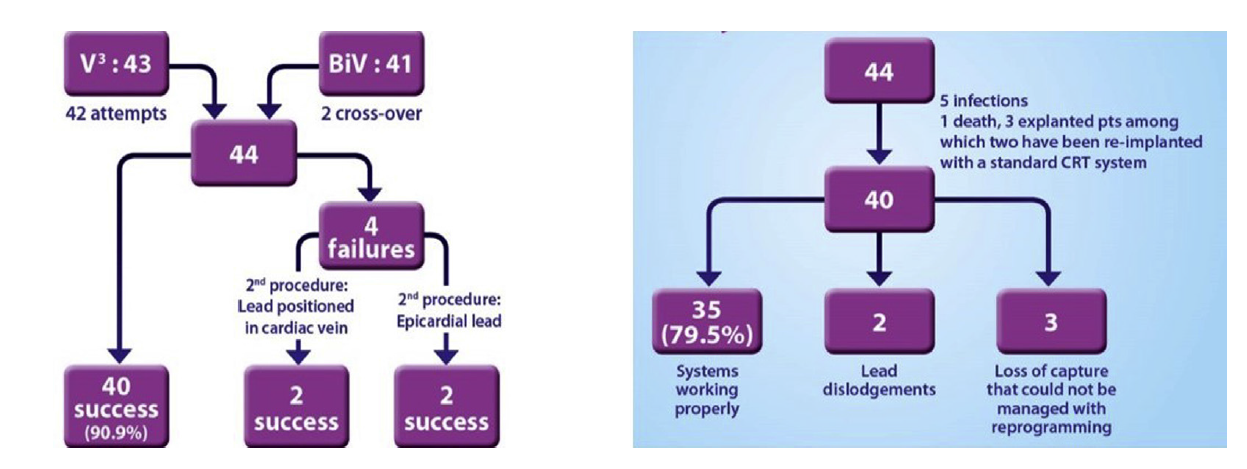 V³ : 43
BiV : 41
42 attempts
2 cross-over
44
4
failures
2nd procedure:
Lead positioned
in cardiac vein
2nd procedure:
Epicardial lead
40
success
(90.9%)
2
success
2
success
44
5 infections
1 death, 3 explanted pts among
which two have been re-implanted
with a standard CRT system
40
35
(79.5%)
2
3
Systems
working
properly
Lead
dislodgements
Loss of capture
that could not be
managed with
reprogramming